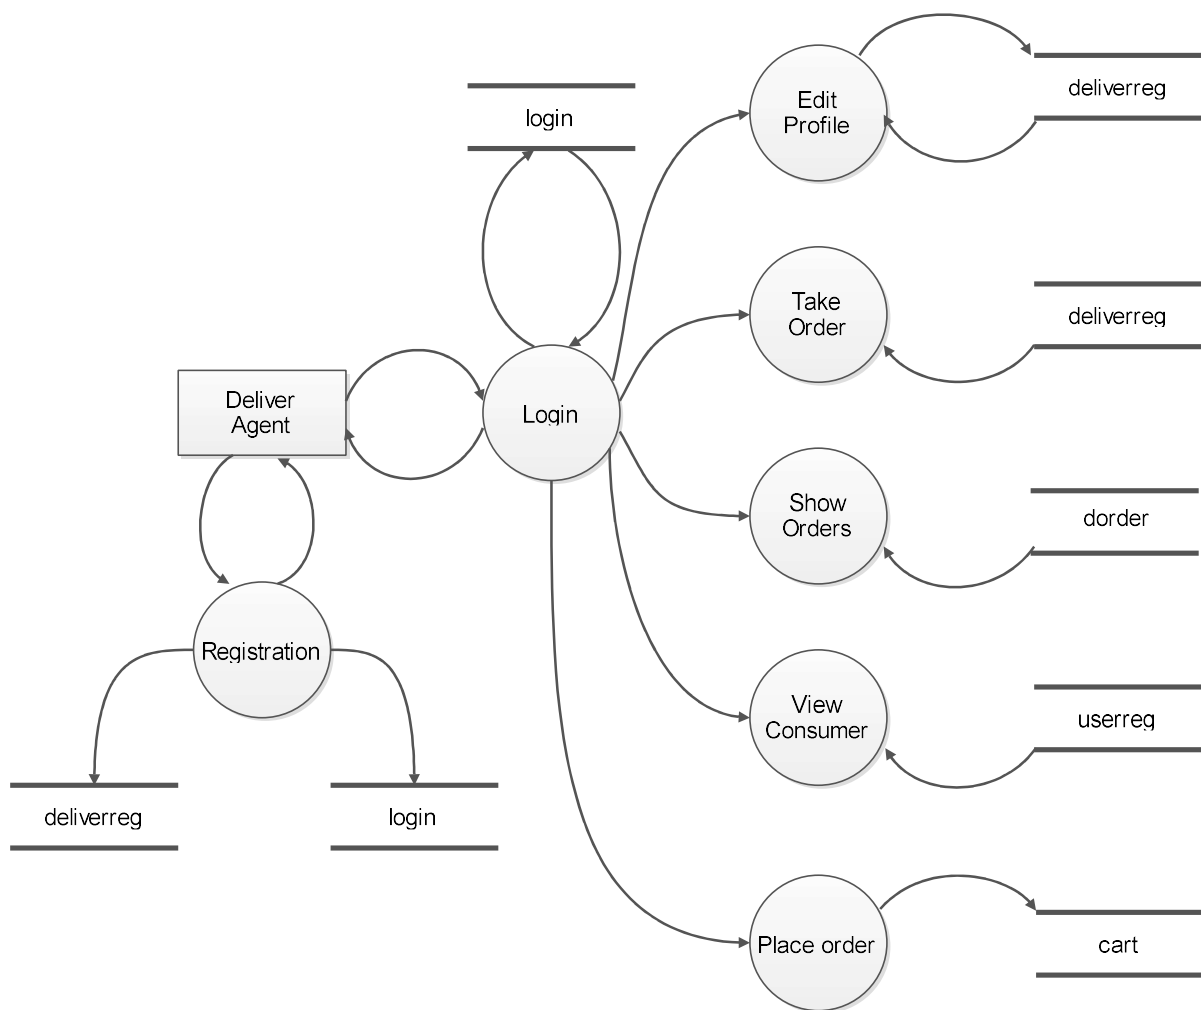 login
Edit
Profile
deliverreg
Take
Order
deliverreg
Deliver
Agent
Login
Show
Orders
dorder
Registration
View
Consumer
userreg
deliverreg
login
Place order
cart